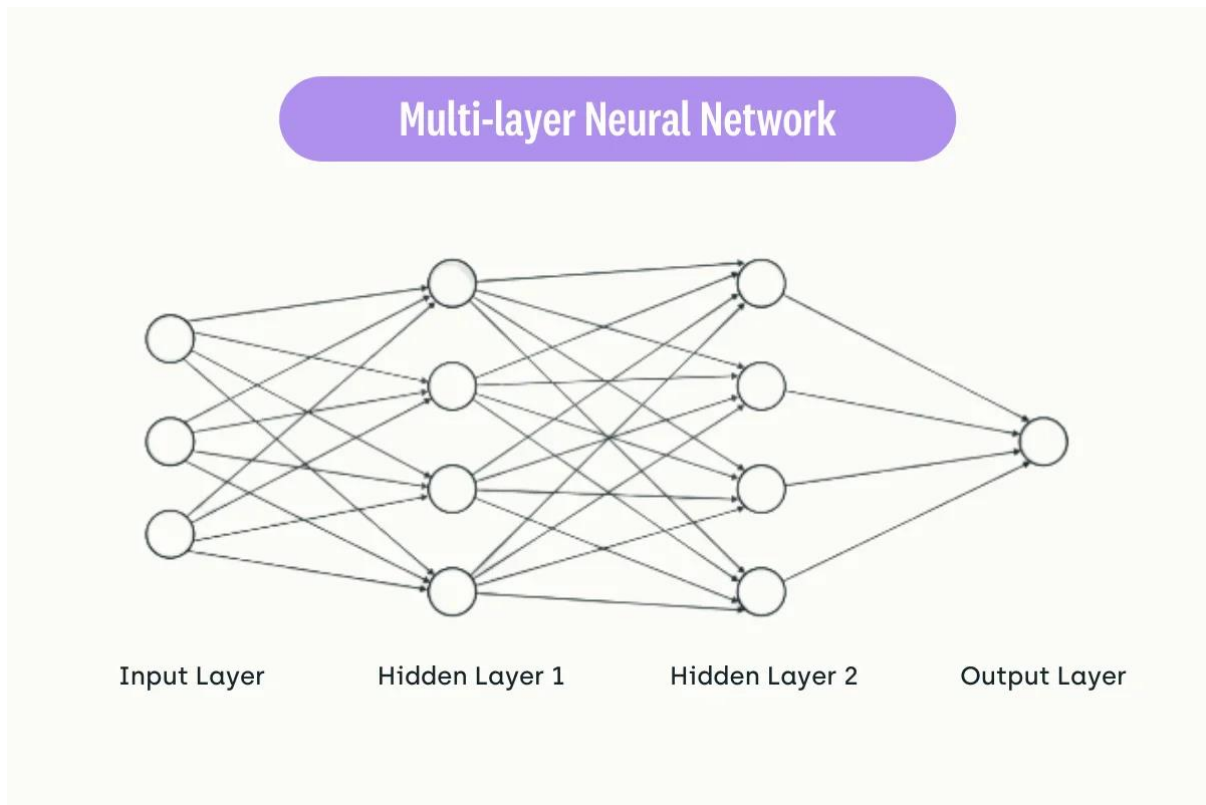 Multi-layer Neural Network
Input Layer
Hidden Layer 1
Hidden Layer 2
Output Layer